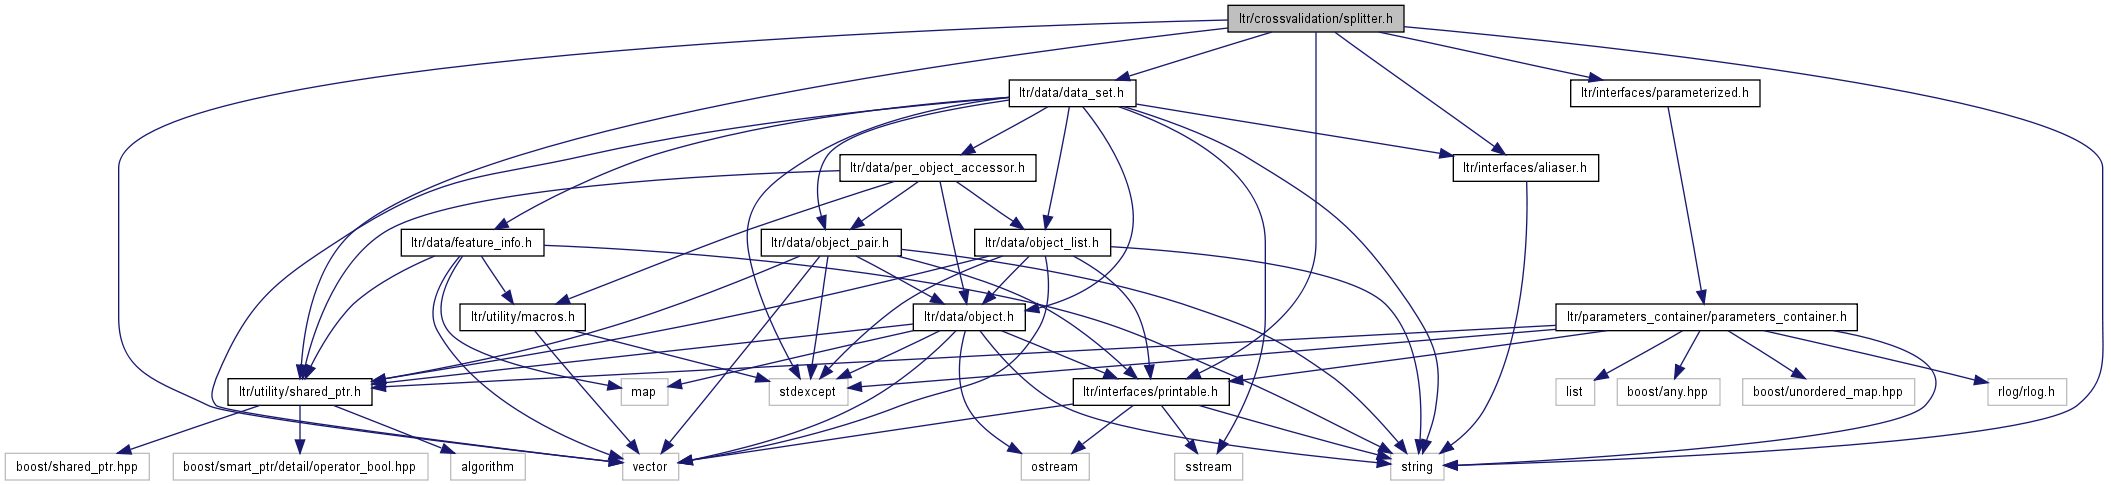 ltr/crossvalidation/splitter.h
ltr/data/data_set.h
ltr/interfaces/parameterized.h
ltr/data/per_object_accessor.h
ltr/interfaces/aliaser.h
ltr/data/feature_info.h
ltr/data/object_pair.h
ltr/data/object_list.h
ltr/utility/macros.h
ltr/data/object.h
ltr/parameters_container/parameters_container.h
ltr/utility/shared_ptr.h
map
stdexcept
ltr/interfaces/printable.h
list
boost/any.hpp
boost/unordered_map.hpp
rlog/rlog.h
boost/shared_ptr.hpp
boost/smart_ptr/detail/operator_bool.hpp
algorithm
vector
ostream
sstream
string